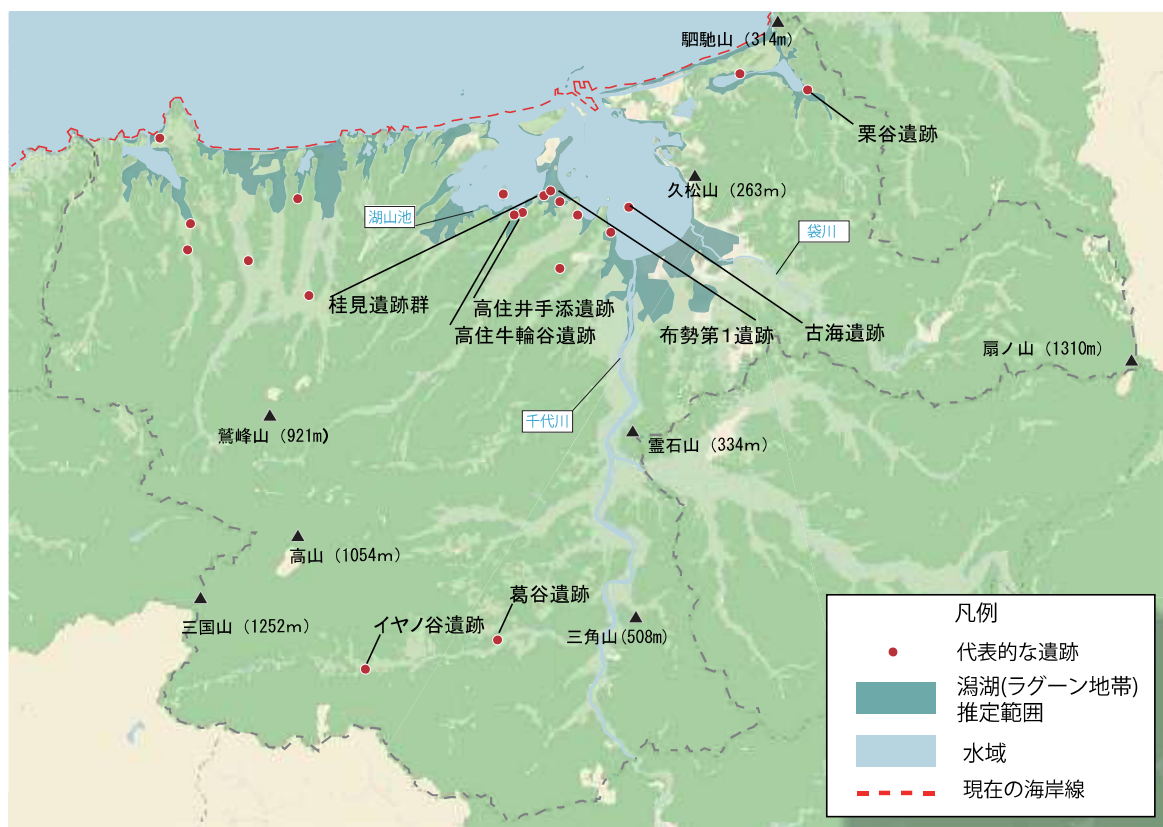 駟馳山（314m）
栗谷遺跡
久松山（263m）
湖山池
袋川
桂見遺跡群
高住井手添遺跡
高住牛輪谷遺跡
布勢第１遺跡
古海遺跡
扇ノ山（1310m）
千代川
鷲峰山（921m）
霊石山（334m）
高山（1054m）
葛谷遺跡
三国山（1252m）
イヤノ谷遺跡
三角山(508m)
凡例
代表的な遺跡
潟湖(ラグーン地帯)
推定範囲
水域
現在の海岸線